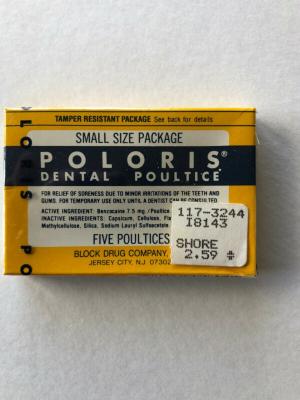 TAMPER RESISTANT PACKAGE See back for details
SMALL SIZE PACKAGE
POLORIS®
DENTAL POULTICE
FOR RELIEF OF SORENESS DUE TO MINOR IRRITATIONS OF THE TEETH AND
GUMS. FOR TEMPORARY USE ONLY UNTIL A DENTIST CAN BE CONSULTED
ACTIVE INGREDIENT: Benzocaine 7.5 mg /Poultice
INACTIVE INGREDIENTS: Capsicum, Cellulose,
Methylcellulose, Silica, Sodium Lauryl Sulfoacetate
FIVE POULTICES
BLOCK DRUG COMPANY,
JERSEY CITY, N.J. 07302
117-3244
I8143
SHORE
2.59